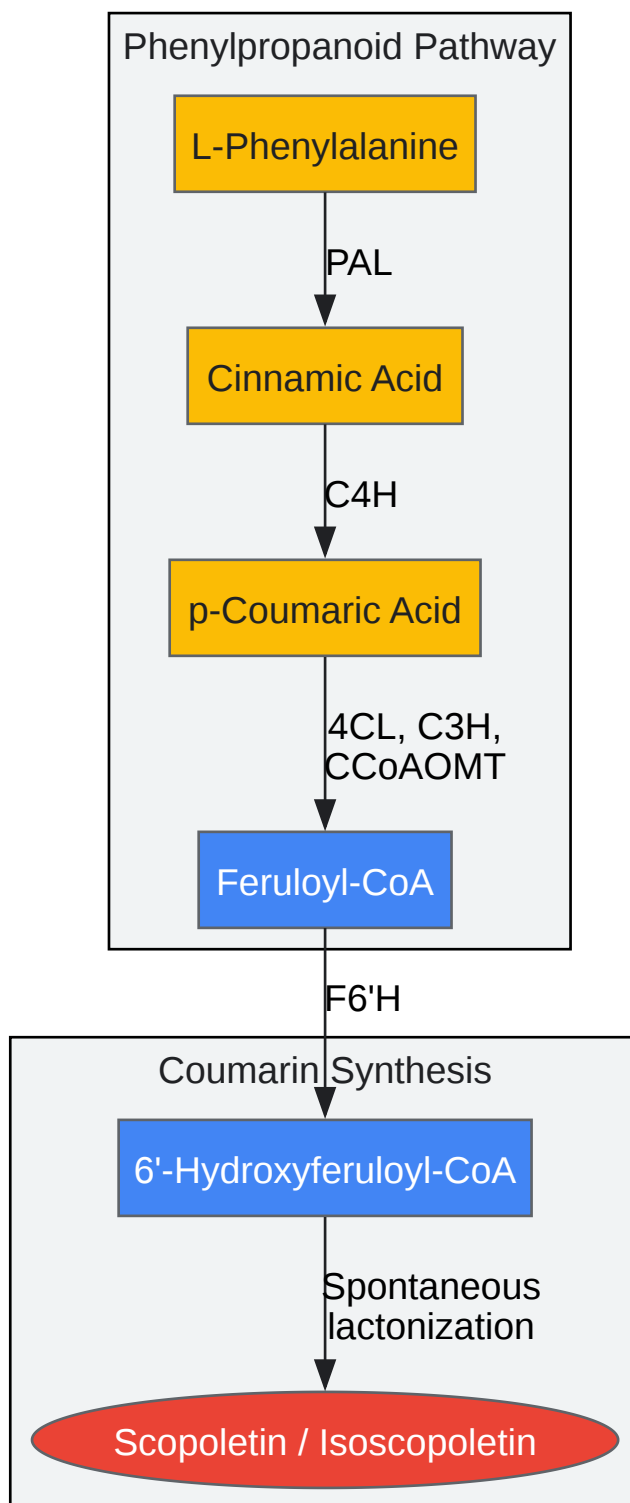 Phenylpropanoid Pathway
L-Phenylalanine
PAL
Cinnamic Acid
C4H
p-Coumaric Acid
4CL, C3H,
CCoAOMT
Feruloyl-CoA
F6'H
Coumarin Synthesis
6'-Hydroxyferuloyl-CoA
Spontaneous
lactonization
Scopoletin / Isoscopoletin